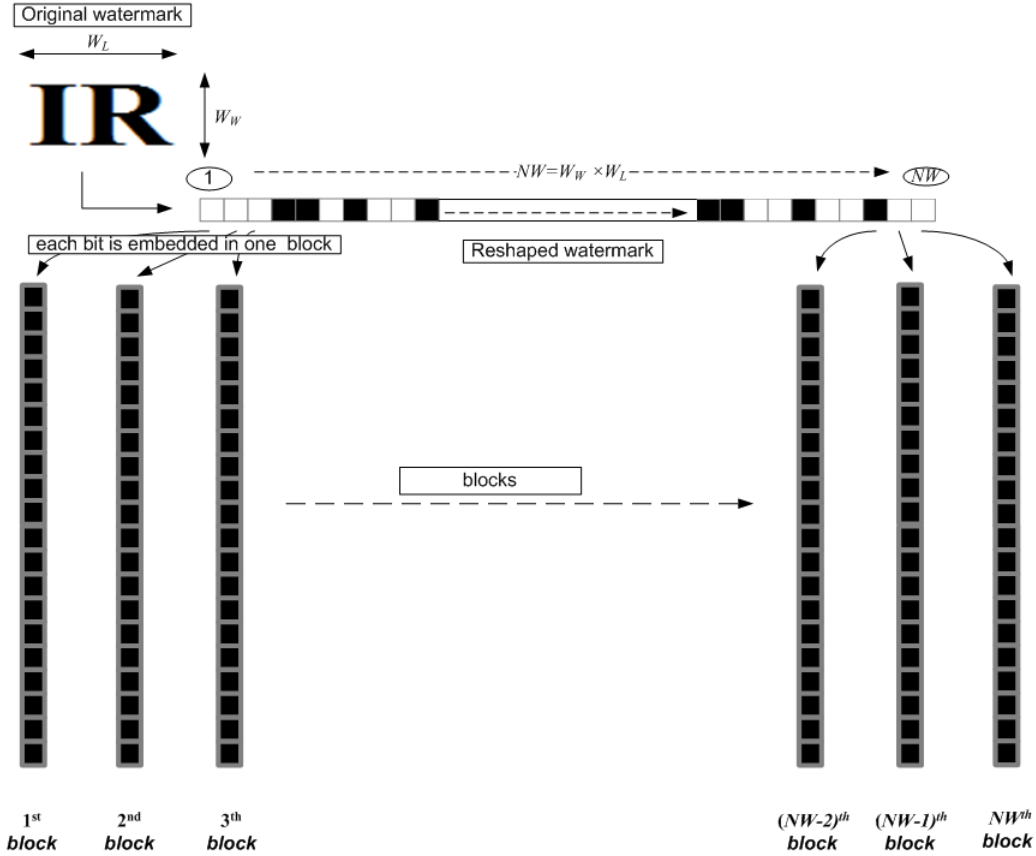 Original watermark
W_L
IR
W_W
1
NW=W_W ×W_L
NW
each bit is embedded in one block
Reshaped watermark
blocks
1st block
2nd block
3th block
(NW-2)th block
(NW-1)th block
NWth block